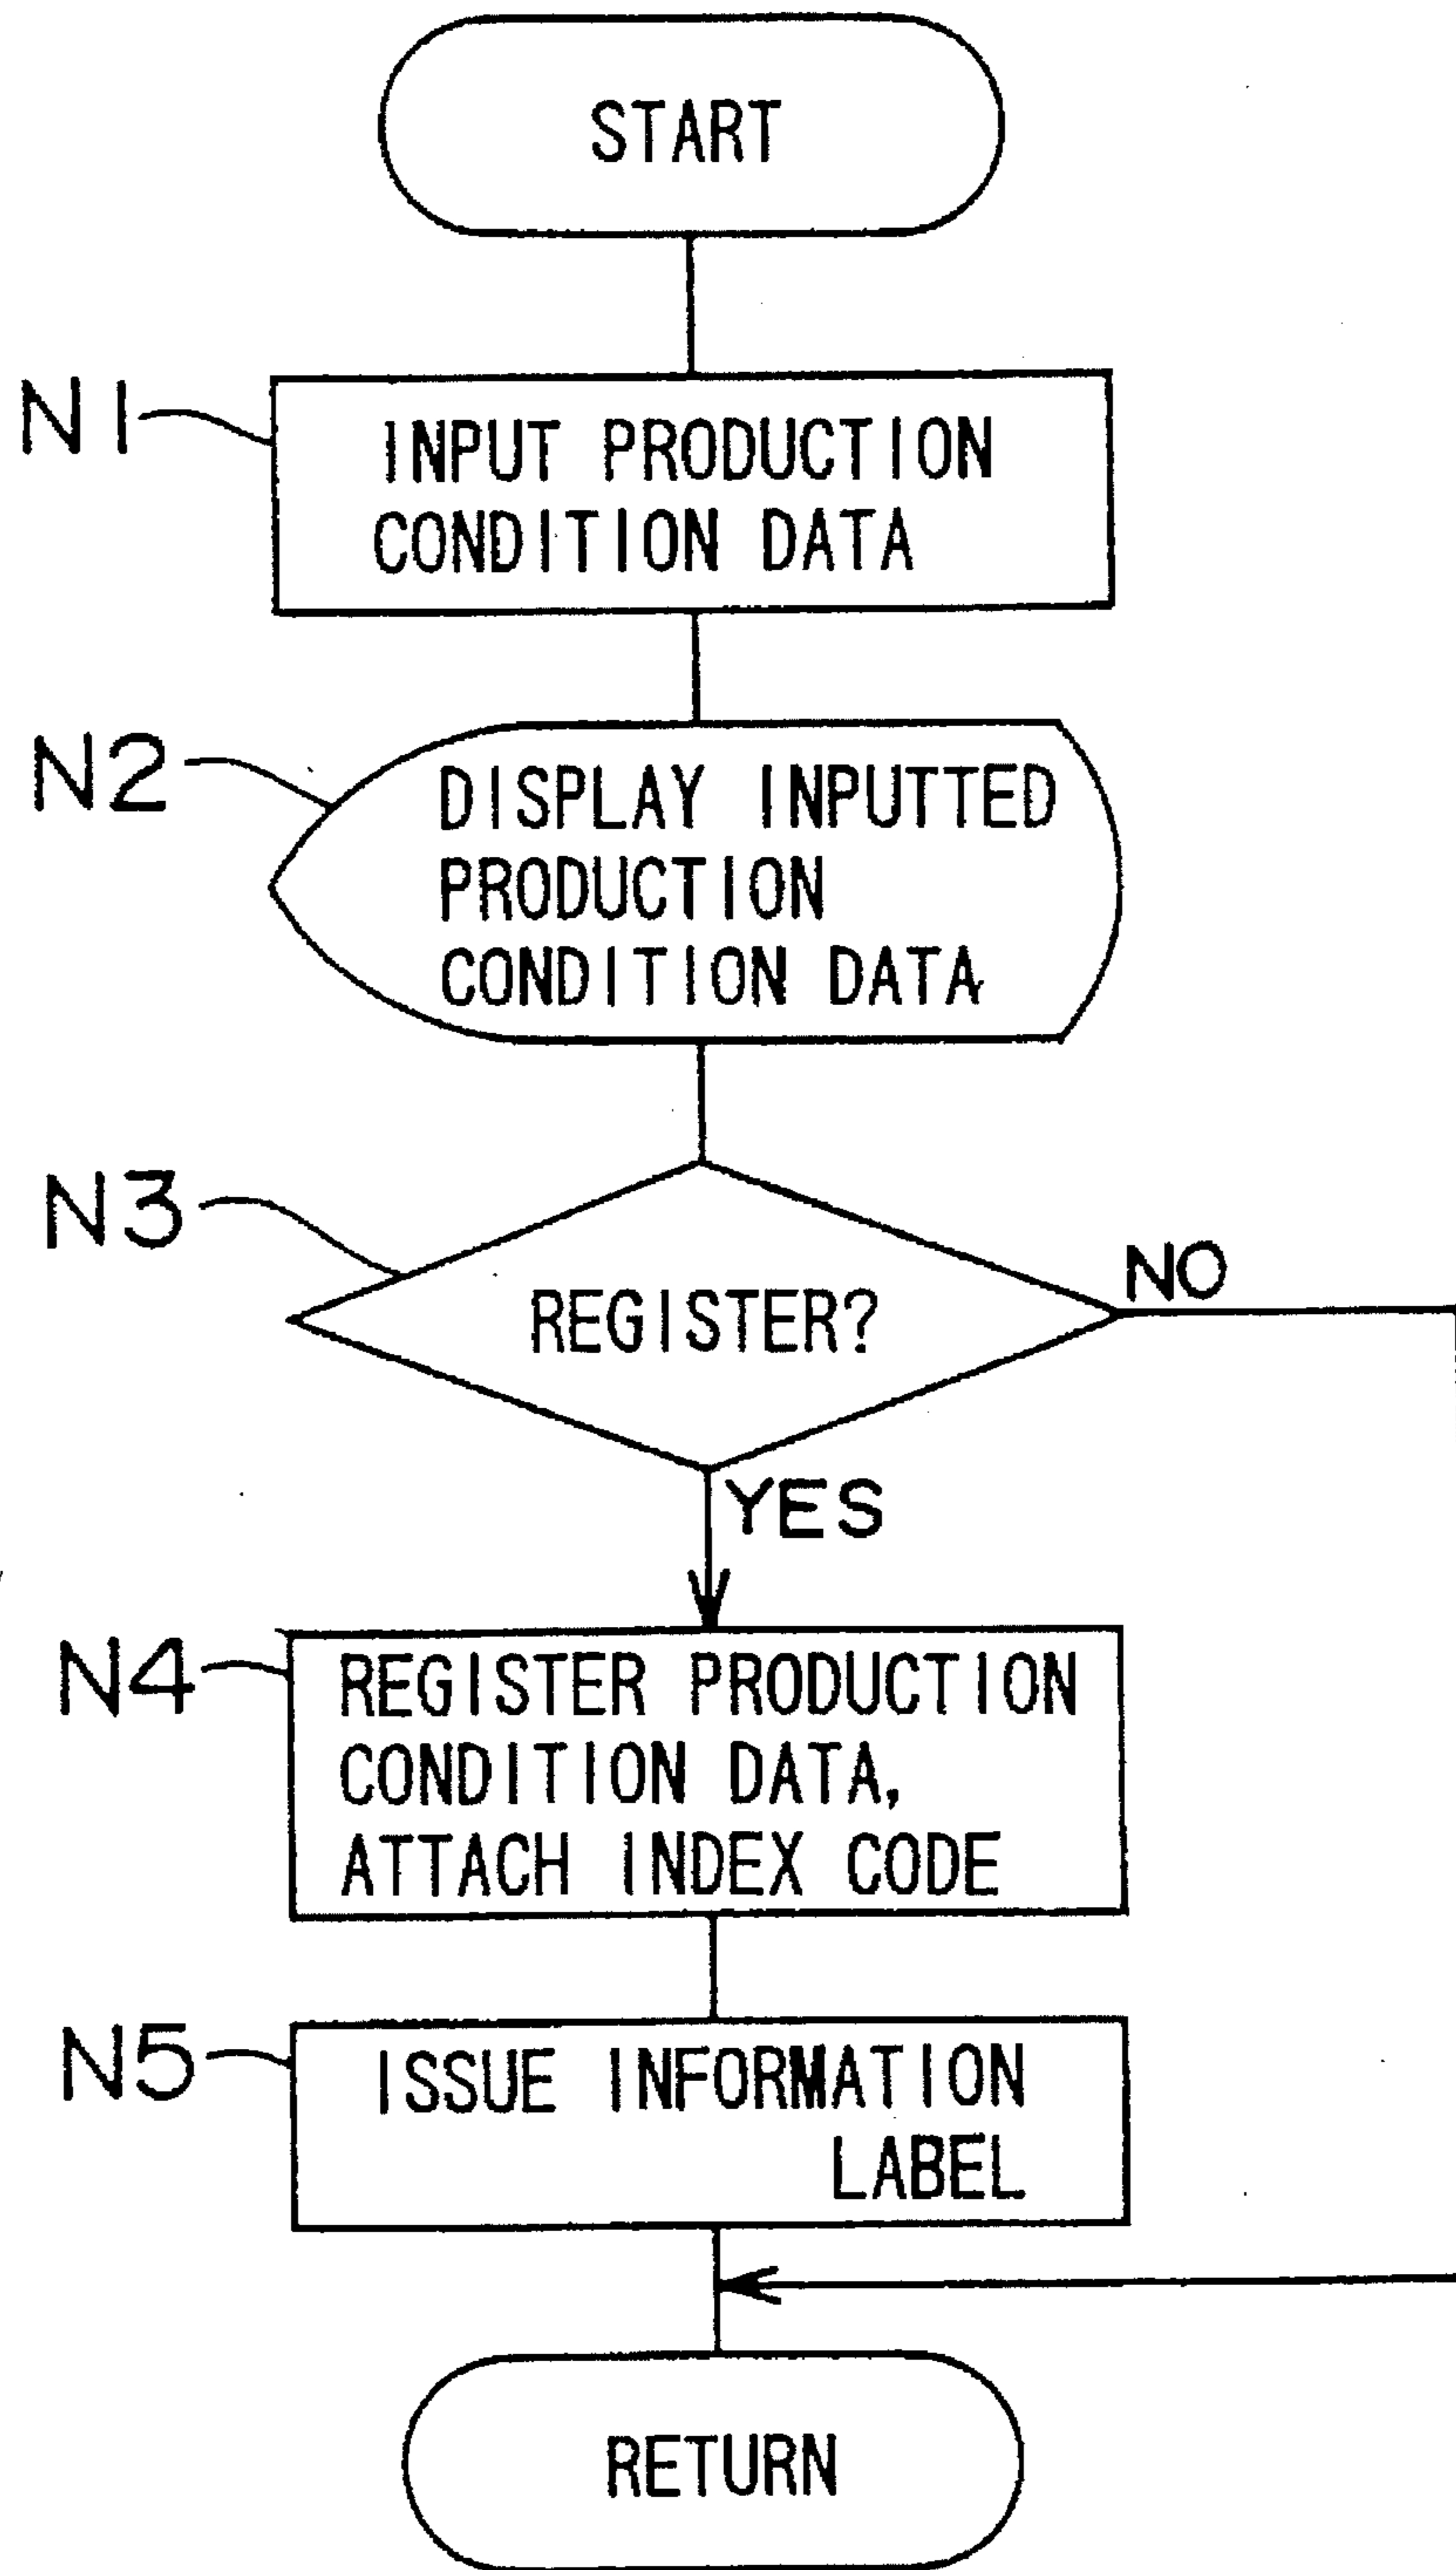 START
N1
INPUT PRODUCTION
CONDITION DATA
N2
DISPLAY INPUTTED
PRODUCTION
CONDITION DATA
N3
REGISTER?
NO
YES
N4
REGISTER PRODUCTION
CONDITION DATA,
ATTACH INDEX CODE
N5
ISSUE INFORMATION
LABEL
RETURN